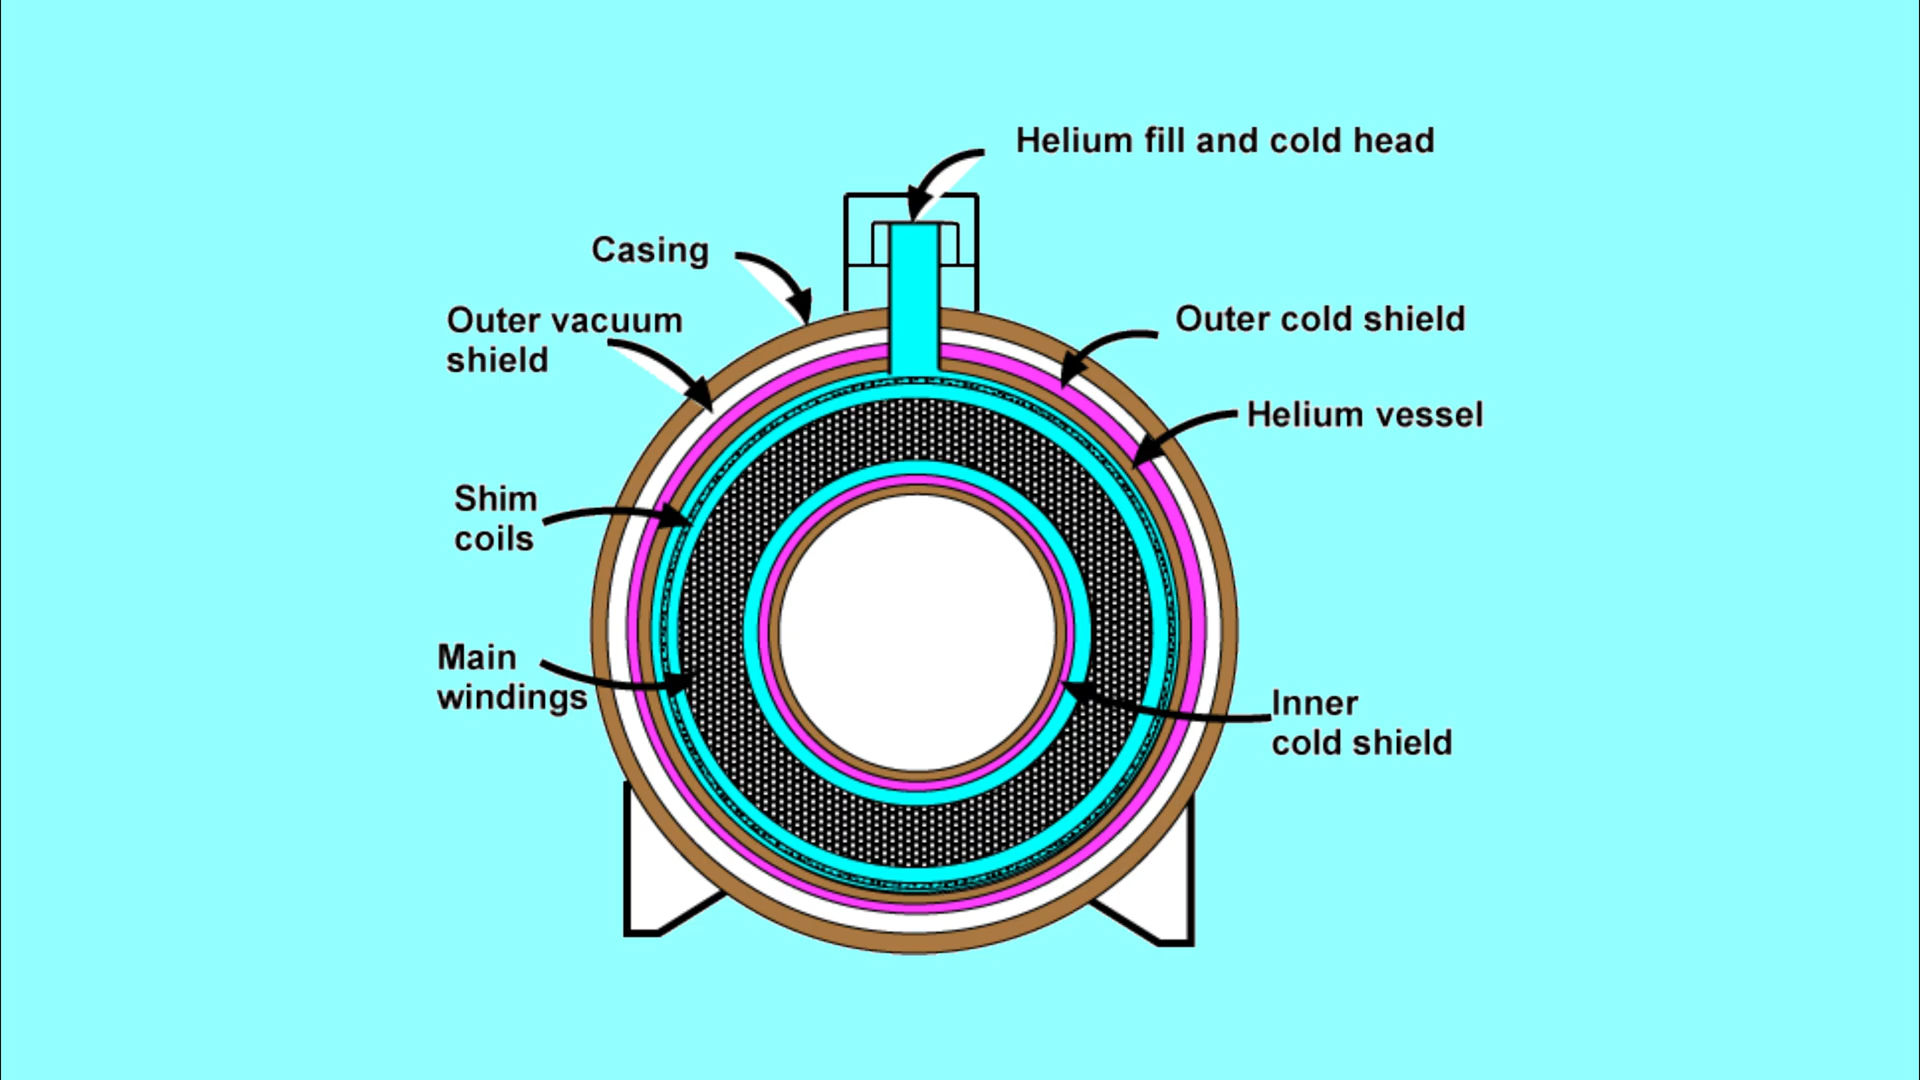 Helium fill and cold head
Casing
Outer vacuum
shield
Outer cold shield
Helium vessel
Shim
coils
Main
windings
Inner
cold shield